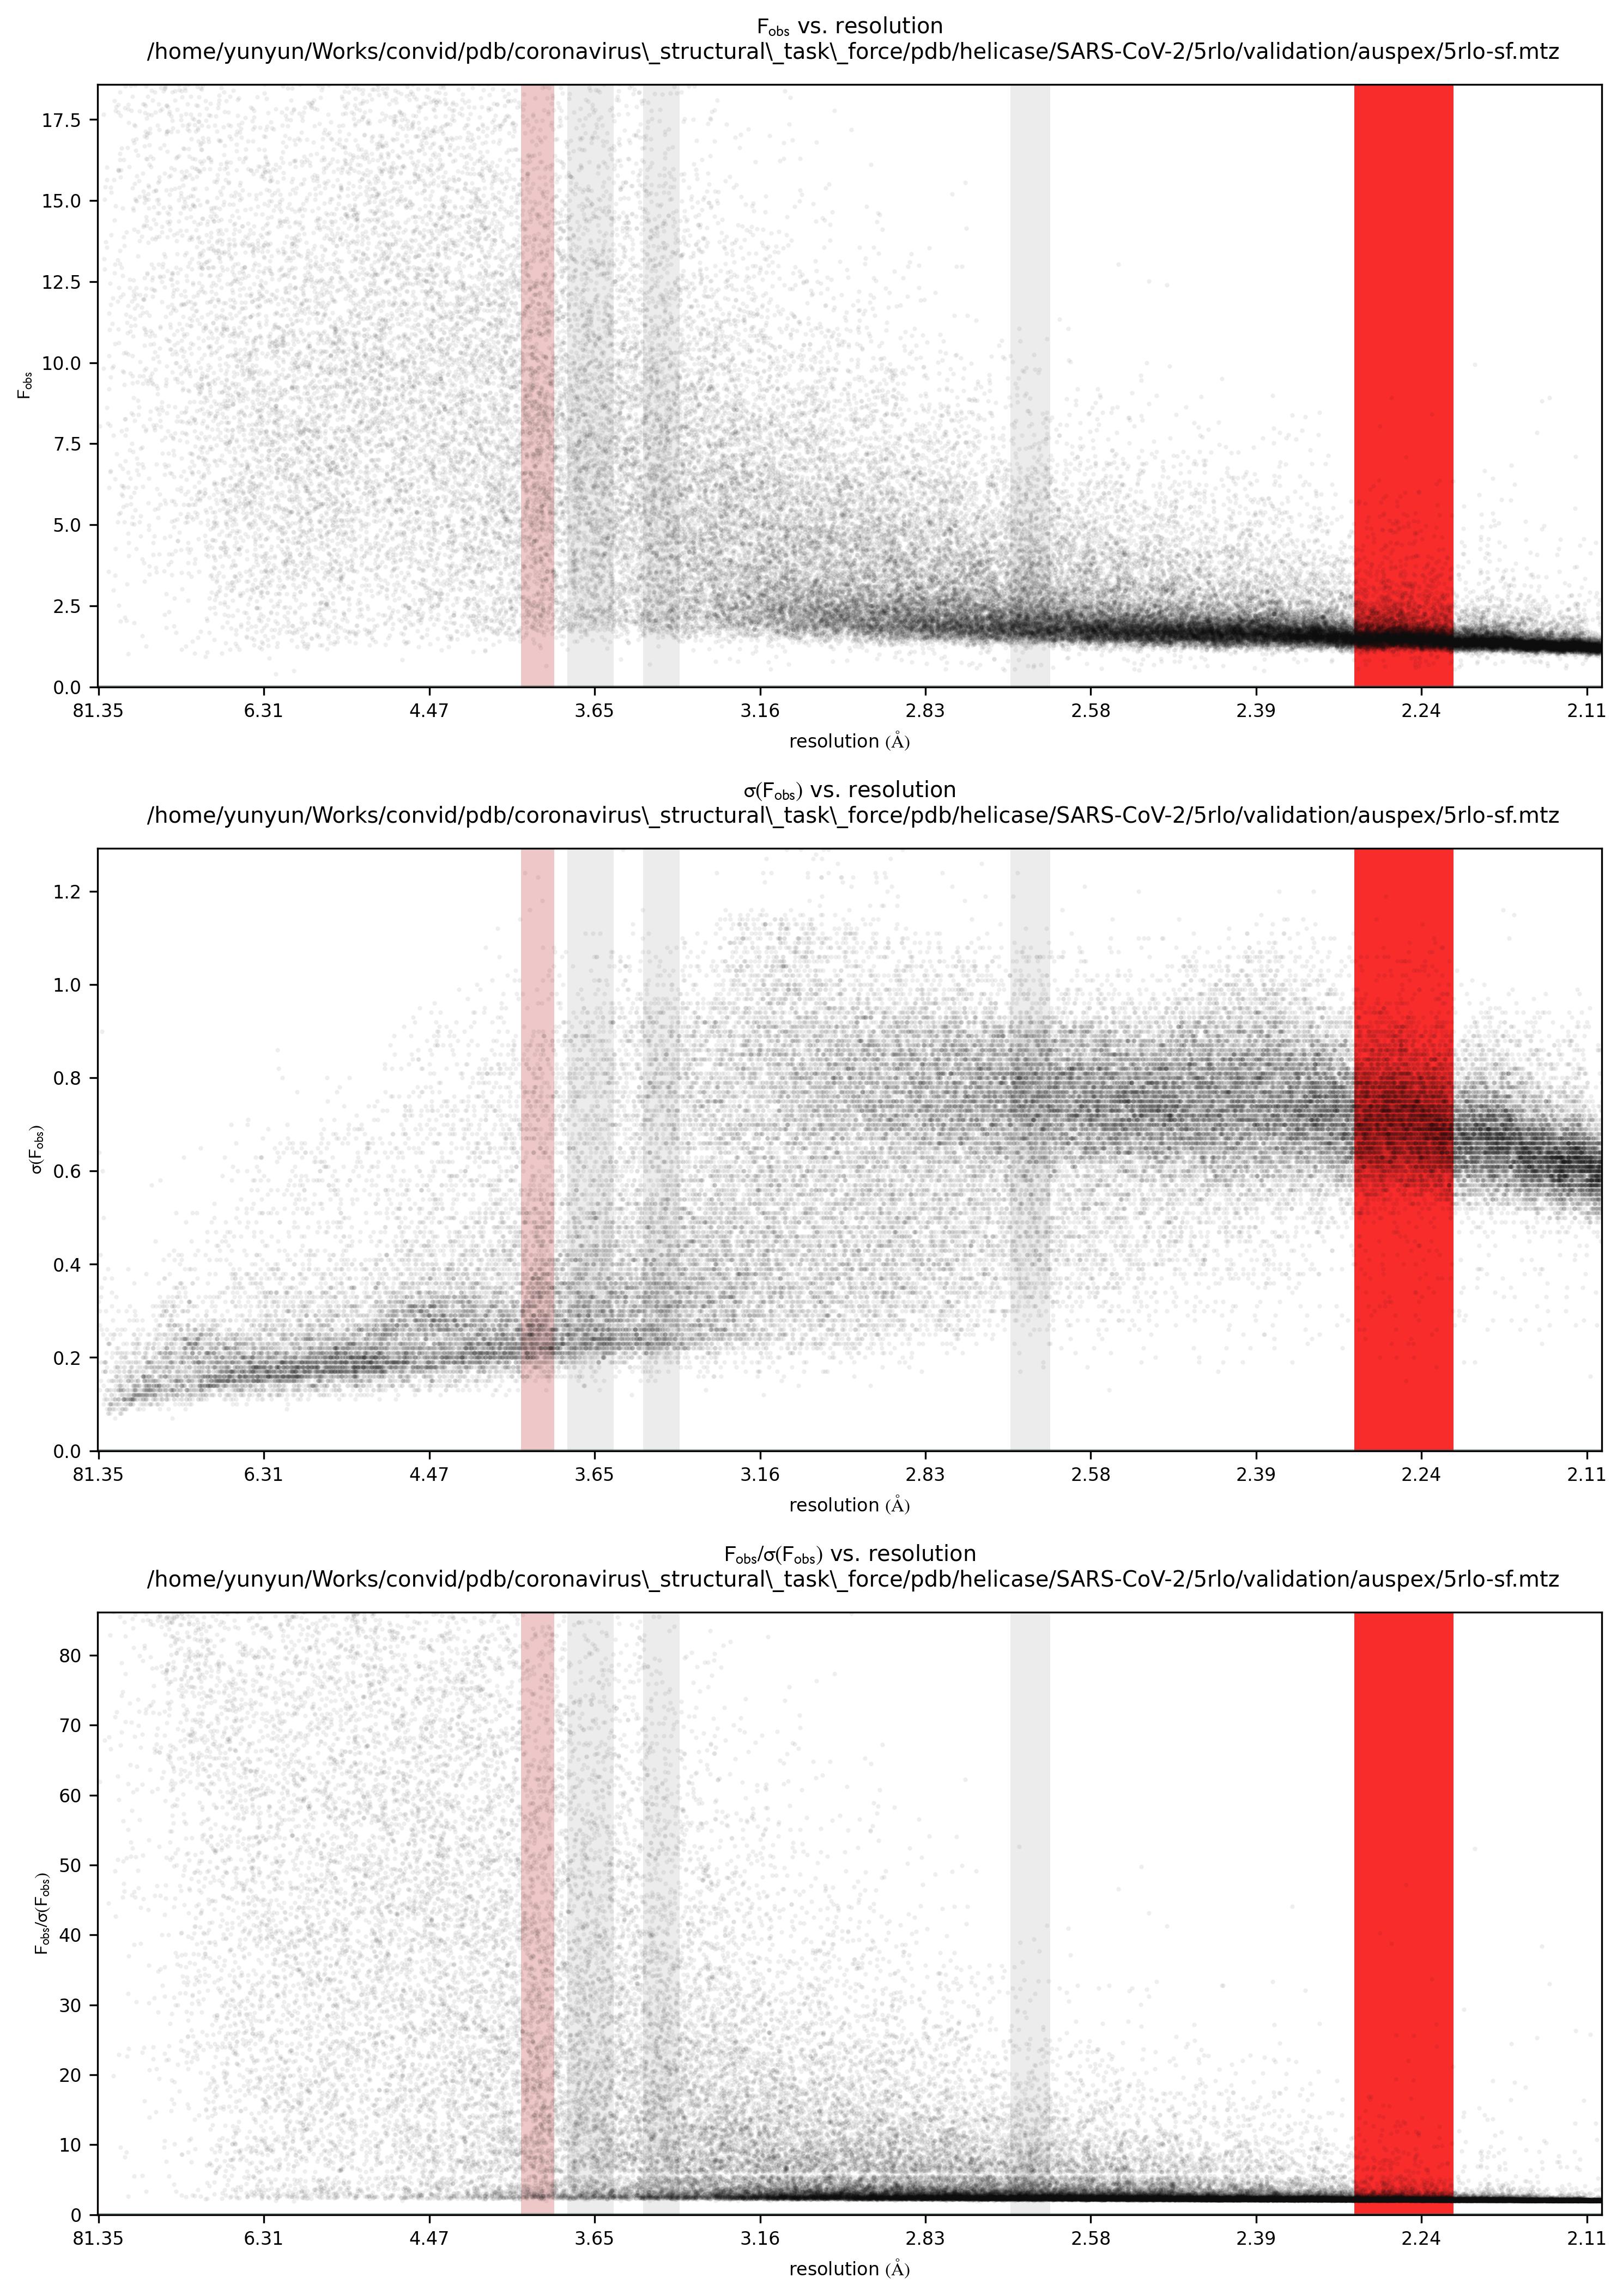 Fobs vs. resolution
/home/yunyun/Works/convid/pdb/coronavirus\_structural\_task\_force/pdb/helicase/SARS-CoV-2/5rlo/validation/auspex/5rlo-sf.mtz
17.5
15.0
12.5
10.0
7.5
5.0
2.5
0.0
Fobs
81.35 6.31 4.47 3.65 3.16 2.83 2.58 2.39 2.24 2.11
resolution (Å)
σ(Fobs) vs. resolution
/home/yunyun/Works/convid/pdb/coronavirus\_structural\_task\_force/pdb/helicase/SARS-CoV-2/5rlo/validation/auspex/5rlo-sf.mtz
1.2
1.0
0.8
0.6
0.4
0.2
0.0
σ(Fobs)
81.35 6.31 4.47 3.65 3.16 2.83 2.58 2.39 2.24 2.11
resolution (Å)
Fobs/σ(Fobs) vs. resolution
/home/yunyun/Works/convid/pdb/coronavirus\_structural\_task\_force/pdb/helicase/SARS-CoV-2/5rlo/validation/auspex/5rlo-sf.mtz
80
70
60
50
40
30
20
10
0
Fobs/σ(Fobs)
81.35 6.31 4.47 3.65 3.16 2.83 2.58 2.39 2.24 2.11
resolution (Å)